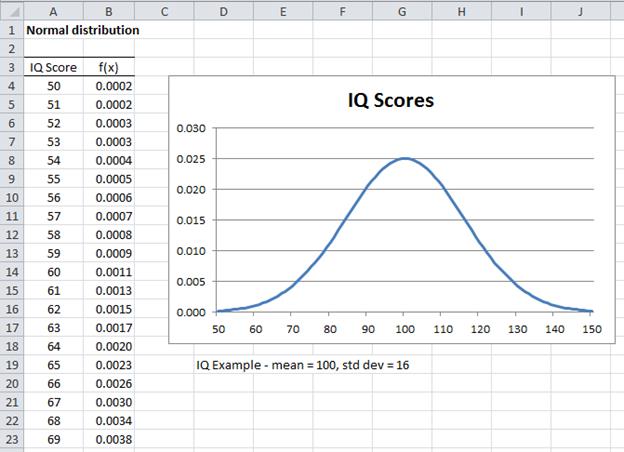 A B C D E F G H I J
1 Normal distribution
2
3 IQ Score f(x)
4 50 0.0002
5 51 0.0002
6 52 0.0003
7 53 0.0003
8 54 0.0004
9 55 0.0005
10 56 0.0006
11 57 0.0007
12 58 0.0008
13 59 0.0009
14 60 0.0011
15 61 0.0013
16 62 0.0015
17 63 0.0017
18 64 0.0020
19 65 0.0023
20 66 0.0026
21 67 0.0030
22 68 0.0034
23 69 0.0038
IQ Scores
0.030
0.025
0.020
0.015
0.010
0.005
0.000
50 60 70 80 90 100 110 120 130 140 150
IQ Example - mean = 100, std dev = 16